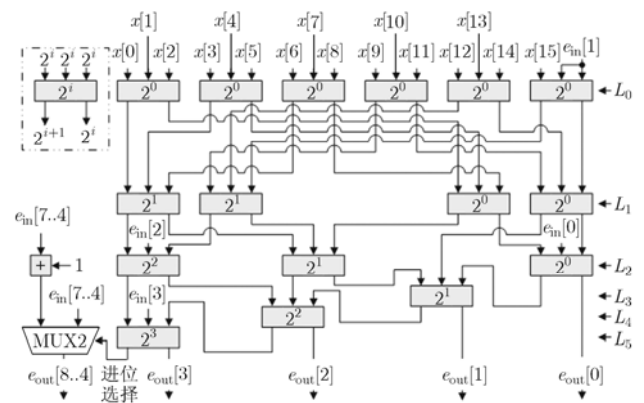 x[1] x[4] x[7] x[10] x[13]
x[0] x[2] x[3] x[5] x[6] x[8] x[9] x[11] x[12] x[14] x[15] e_in[1]
2^i 2^i 2^i
2^i 2^0 2^0 2^0 2^0 2^0 2^0 L_0
2^{i+1} 2^i
2^1 2^1 2^0 2^0 L_1
e_in[7..4] e_in[2] e_in[0]
+ 1 2^2 2^1 2^0 L_2
e_in[7..4] e_in[3] 2^1 L_3
2^2 L_4
MUX2 2^3 L_5
e_out[8..4] 进位 e_out[3] e_out[2] e_out[1] e_out[0]
选择